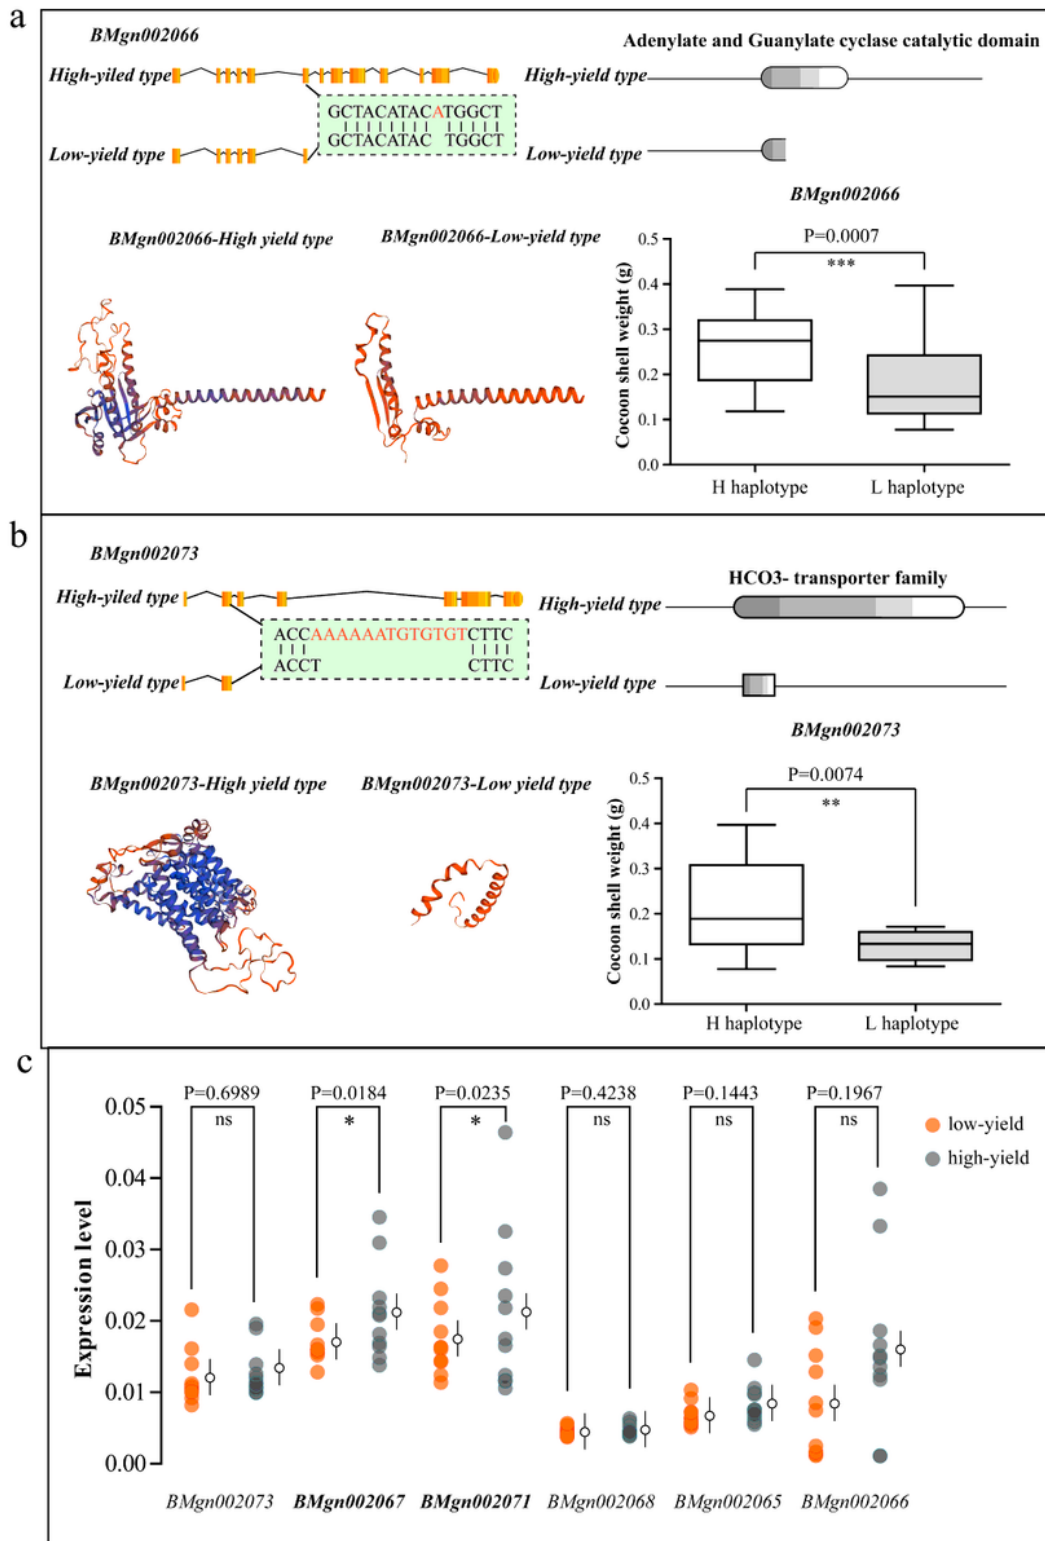 a
BMgn002066
High-yiled type
GCTACATACATGGCT
GCTACATAC TGGCT
Low-yield type
Adenylate and Guanylate cyclase catalytic domain
High-yield type
Low-yield type
BMgn002066-High yield type
BMgn002066-Low-yield type
BMgn002066
P=0.0007
***
Cocoon shell weight (g)
0.5
0.4
0.3
0.2
0.1
0.0
H haplotype
L haplotype
b
BMgn002073
High-yiled type
ACCAAAAAATGTGTGTCTTC
ACCT CTTC
Low-yield type
HCO3- transporter family
High-yield type
Low-yield type
BMgn002073-High yield type
BMgn002073-Low yield type
BMgn002073
P=0.0074
**
Cocoon shell weight (g)
0.5
0.4
0.3
0.2
0.1
0.0
H haplotype
L haplotype
c
P=0.6989 P=0.0184 P=0.0235 P=0.4238 P=0.1443 P=0.1967
ns * * ns ns ns
low-yield
high-yield
Expression level
0.05
0.04
0.03
0.02
0.01
0.00
BMgn002073 BMgn002067 BMgn002071 BMgn002068 BMgn002065 BMgn002066